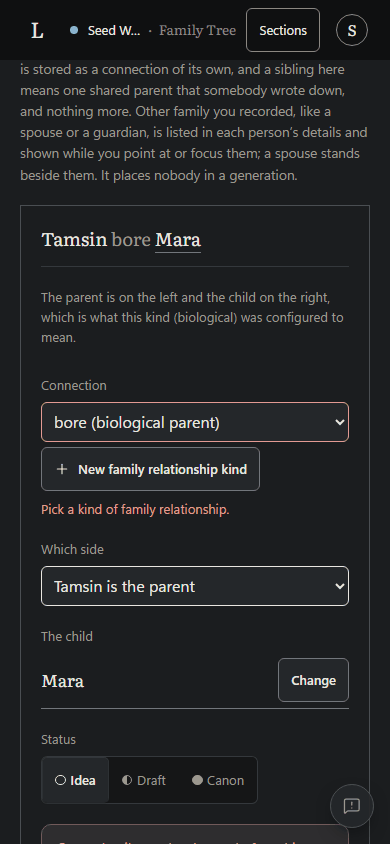 L
Seed W... · Family Tree
Sections
S
is stored as a connection of its own, and a sibling here
means one shared parent that somebody wrote down,
and nothing more. Other family you recorded, like a
spouse or a guardian, is listed in each person's details and
shown while you point at or focus them; a spouse stands
beside them. It places nobody in a generation.
Tamsin bore Mara
The parent is on the left and the child on the right,
which is what this kind (biological) was configured to
mean.
Connection
bore (biological parent)
+ New family relationship kind
Pick a kind of family relationship.
Which side
Tamsin is the parent
The child
Mara
Change
Status
Idea
Draft
Canon